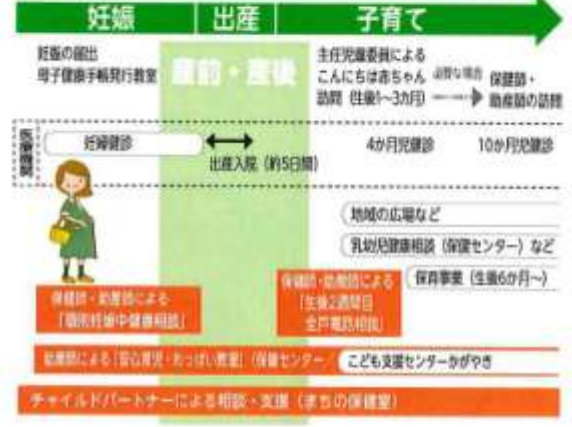 妊娠
出産
子育て
妊娠の届出
母子健康手帳発行教室
産前・産後
主任児童委員による
こんにちは赤ちゃん
訪問（生後1〜3カ月）
必要な場合
保健師・
助産師の訪問
医療機関
妊婦健診
出産入院（約5日間）
4か月児健診
10か月児健診
地域の広場など
乳幼児健康相談（保健センター）など
保育事業（生後6か月〜）
保健師・助産師による
「個別妊娠中健康相談」
保健師・助産師による
「生後2週間目
全戸電話相談」
助産師による「安心育児・おっぱい教室」（保健センター／
こども支援センターかがやき
チャイルドパートナーによる相談・支援（まちの保健室）